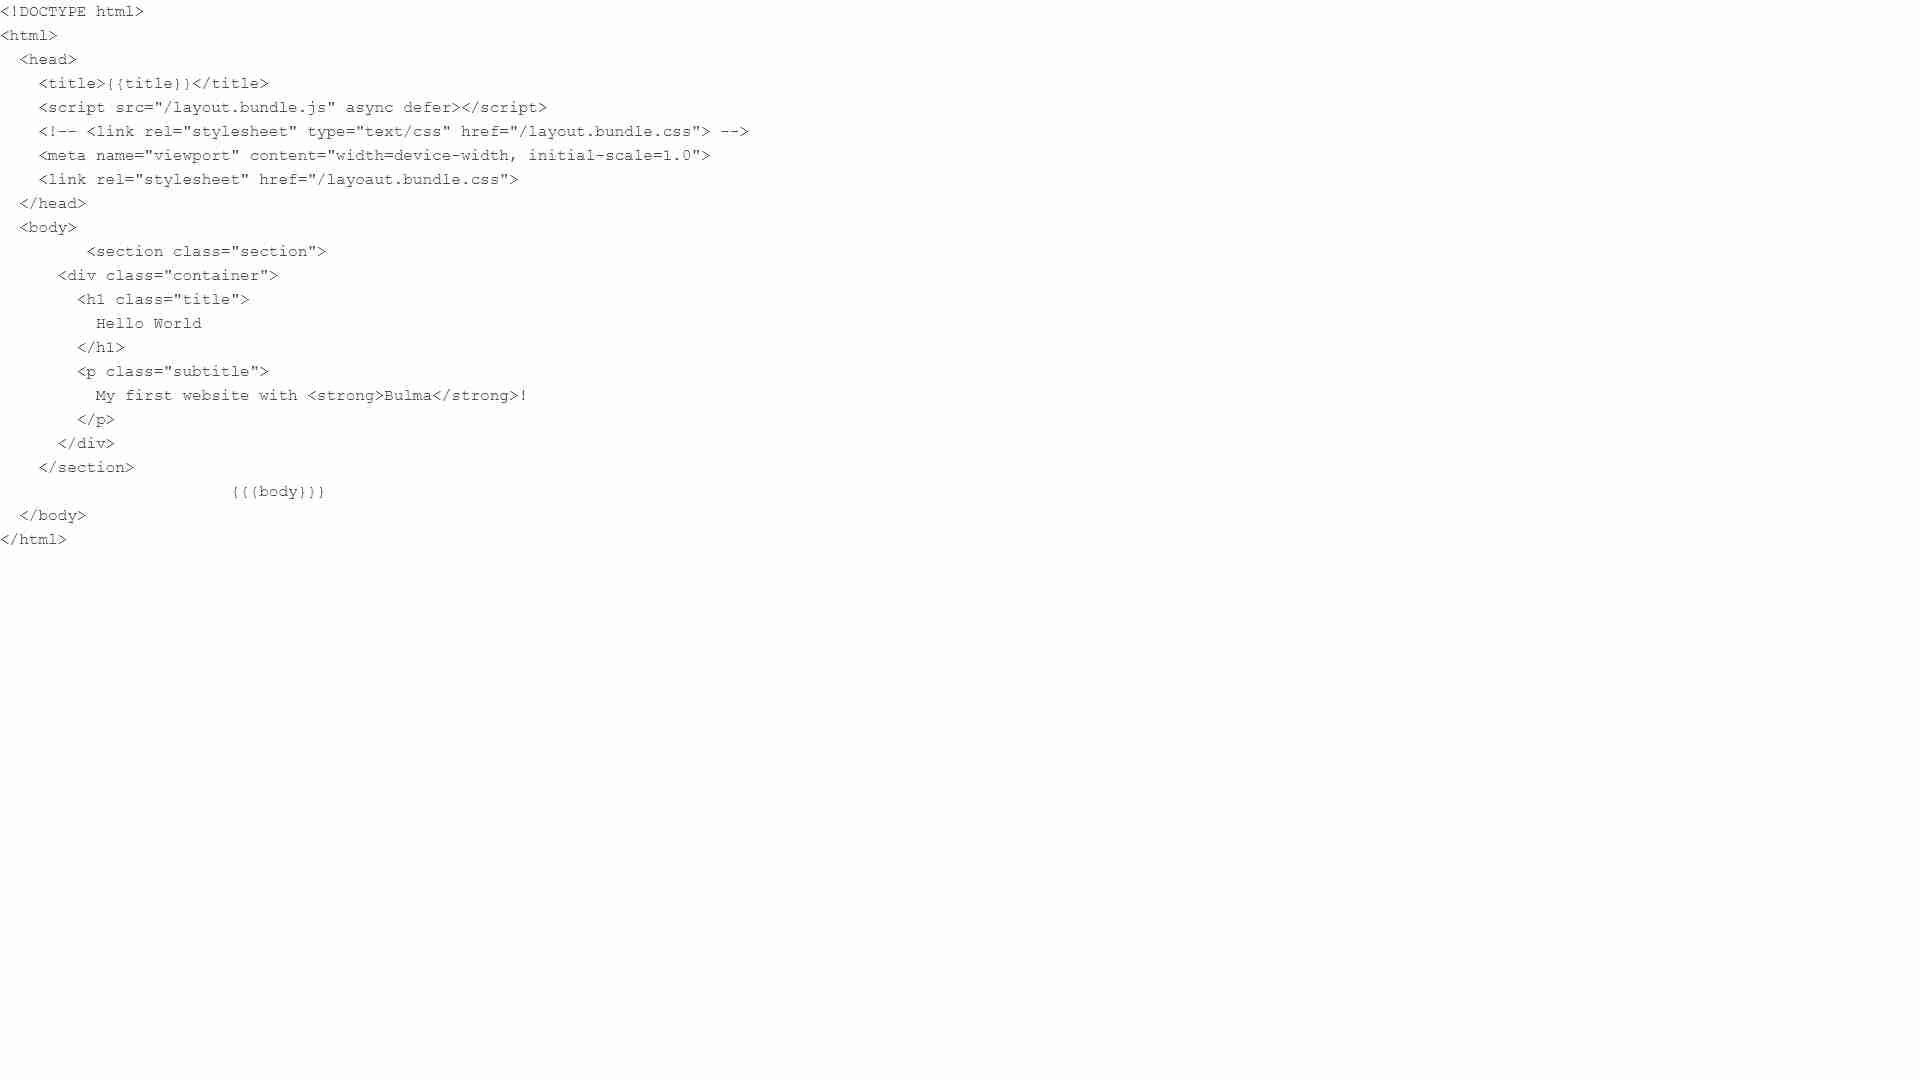 <!DOCTYPE html>
<html>
  <head>
    <title>{{title}}</title>
    <script src="/layout.bundle.js" async defer></script>
    <!-- <link rel="stylesheet" type="text/css" href="/layout.bundle.css"> -->
    <meta name="viewport" content="width=device-width, initial-scale=1.0">
    <link rel="stylesheet" href="/layoaut.bundle.css">
  </head>
  <body>
         <section class="section">
      <div class="container">
        <h1 class="title">
          Hello World
        </h1>
        <p class="subtitle">
          My first website with <strong>Bulma</strong>!
        </p>
      </div>
    </section>
                        {{{body}}}
  </body>
</html>